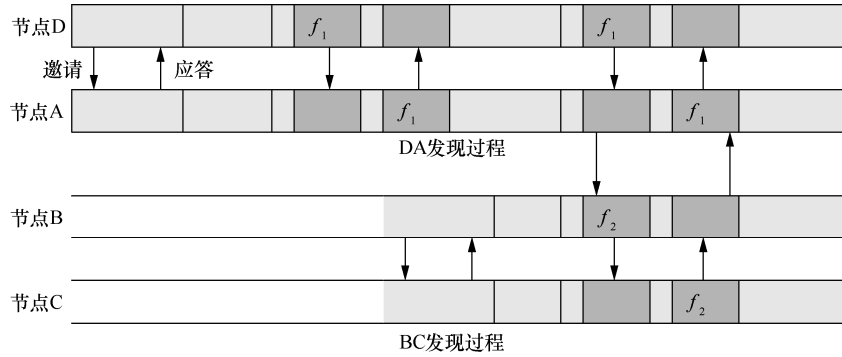 节点D f₁ f₁
邀请 应答
节点A f₁ f₁
DA发现过程
节点B f₂
节点C f₂
BC发现过程